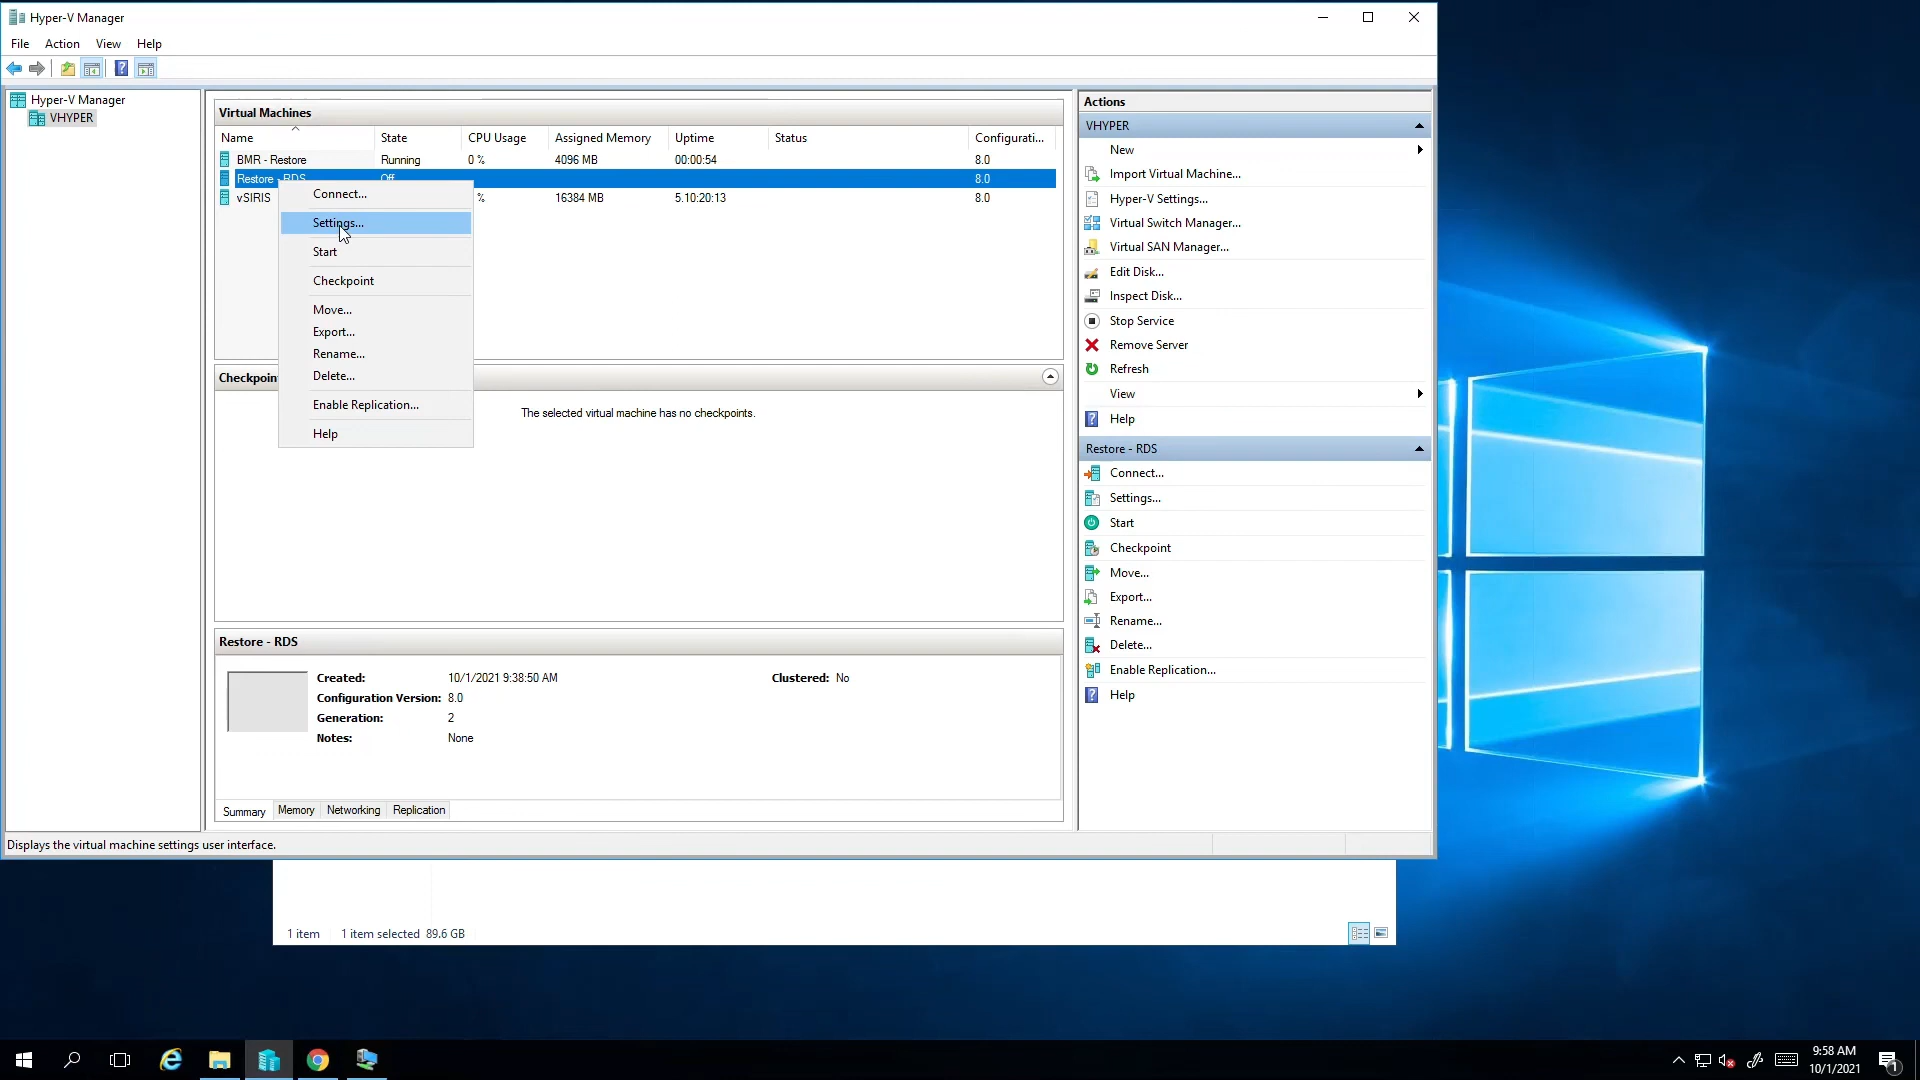 Hyper-V Manager
File Action View Help
Hyper-V Manager
VHYPER
Virtual Machines
Name State CPU Usage Assigned Memory Uptime Status Configurati...
BMR - Restore Running 0 % 4096 MB 00:00:54 8.0
Restore - RDS Off 8.0
vSIRIS % 16384 MB 5.10:20:13 8.0
Connect...
Settings...
Start
Checkpoint
Move...
Export...
Rename...
Delete...
Enable Replication...
Help
Checkpoin
The selected virtual machine has no checkpoints.
Restore - RDS
Created: 10/1/2021 9:38:50 AM Clustered: No
Configuration Version: 8.0
Generation: 2
Notes: None
Summary Memory Networking Replication
Actions
VHYPER
New
Import Virtual Machine...
Hyper-V Settings...
Virtual Switch Manager...
Virtual SAN Manager...
Edit Disk...
Inspect Disk...
Stop Service
Remove Server
Refresh
View
Help
Restore - RDS
Connect...
Settings...
Start
Checkpoint
Move...
Export...
Rename...
Delete...
Enable Replication...
Help
Displays the virtual machine settings user interface.
1 item 1 item selected 89.6 GB
9:58 AM
10/1/2021
1